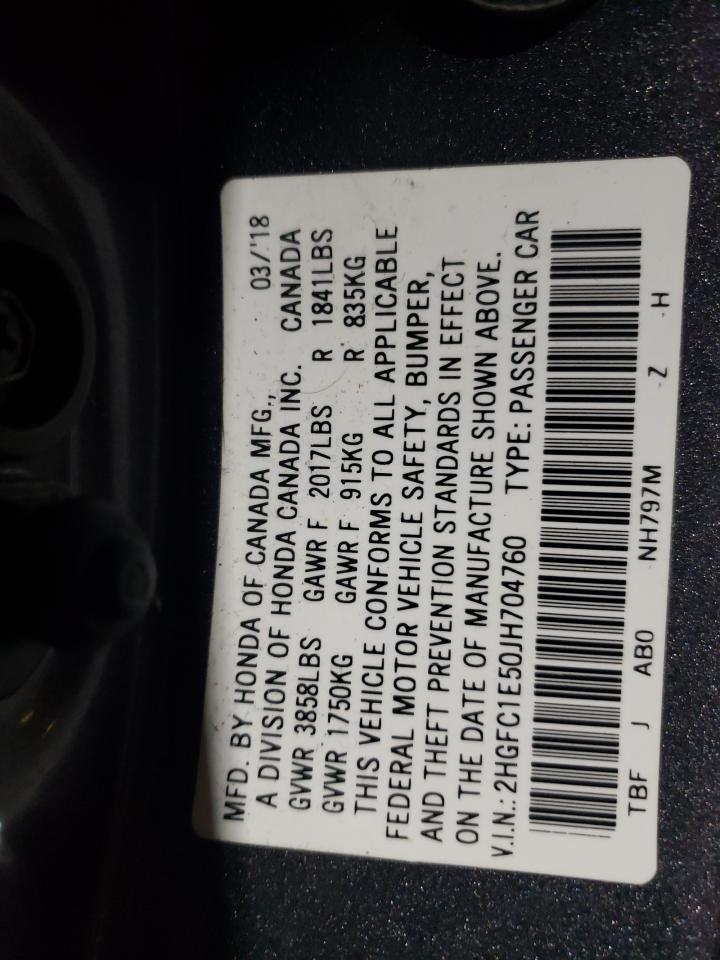 MFD. BY HONDA OF CANADA MFG., 03/'18
A DIVISION OF HONDA CANADA INC. CANADA
GVWR 3858LBS GAWR F 2017LBS R 1841LBS
GVWR 1750KG GAWR F 915KG R 835KG
THIS VEHICLE CONFORMS TO ALL APPLICABLE
FEDERAL MOTOR VEHICLE SAFETY, BUMPER,
AND THEFT PREVENTION STANDARDS IN EFFECT
ON THE DATE OF MANUFACTURE SHOWN ABOVE.
V.I.N.: 2HGFC1E50JH704760 TYPE: PASSENGER CAR
TBF J AB0 NH797M -Z -H